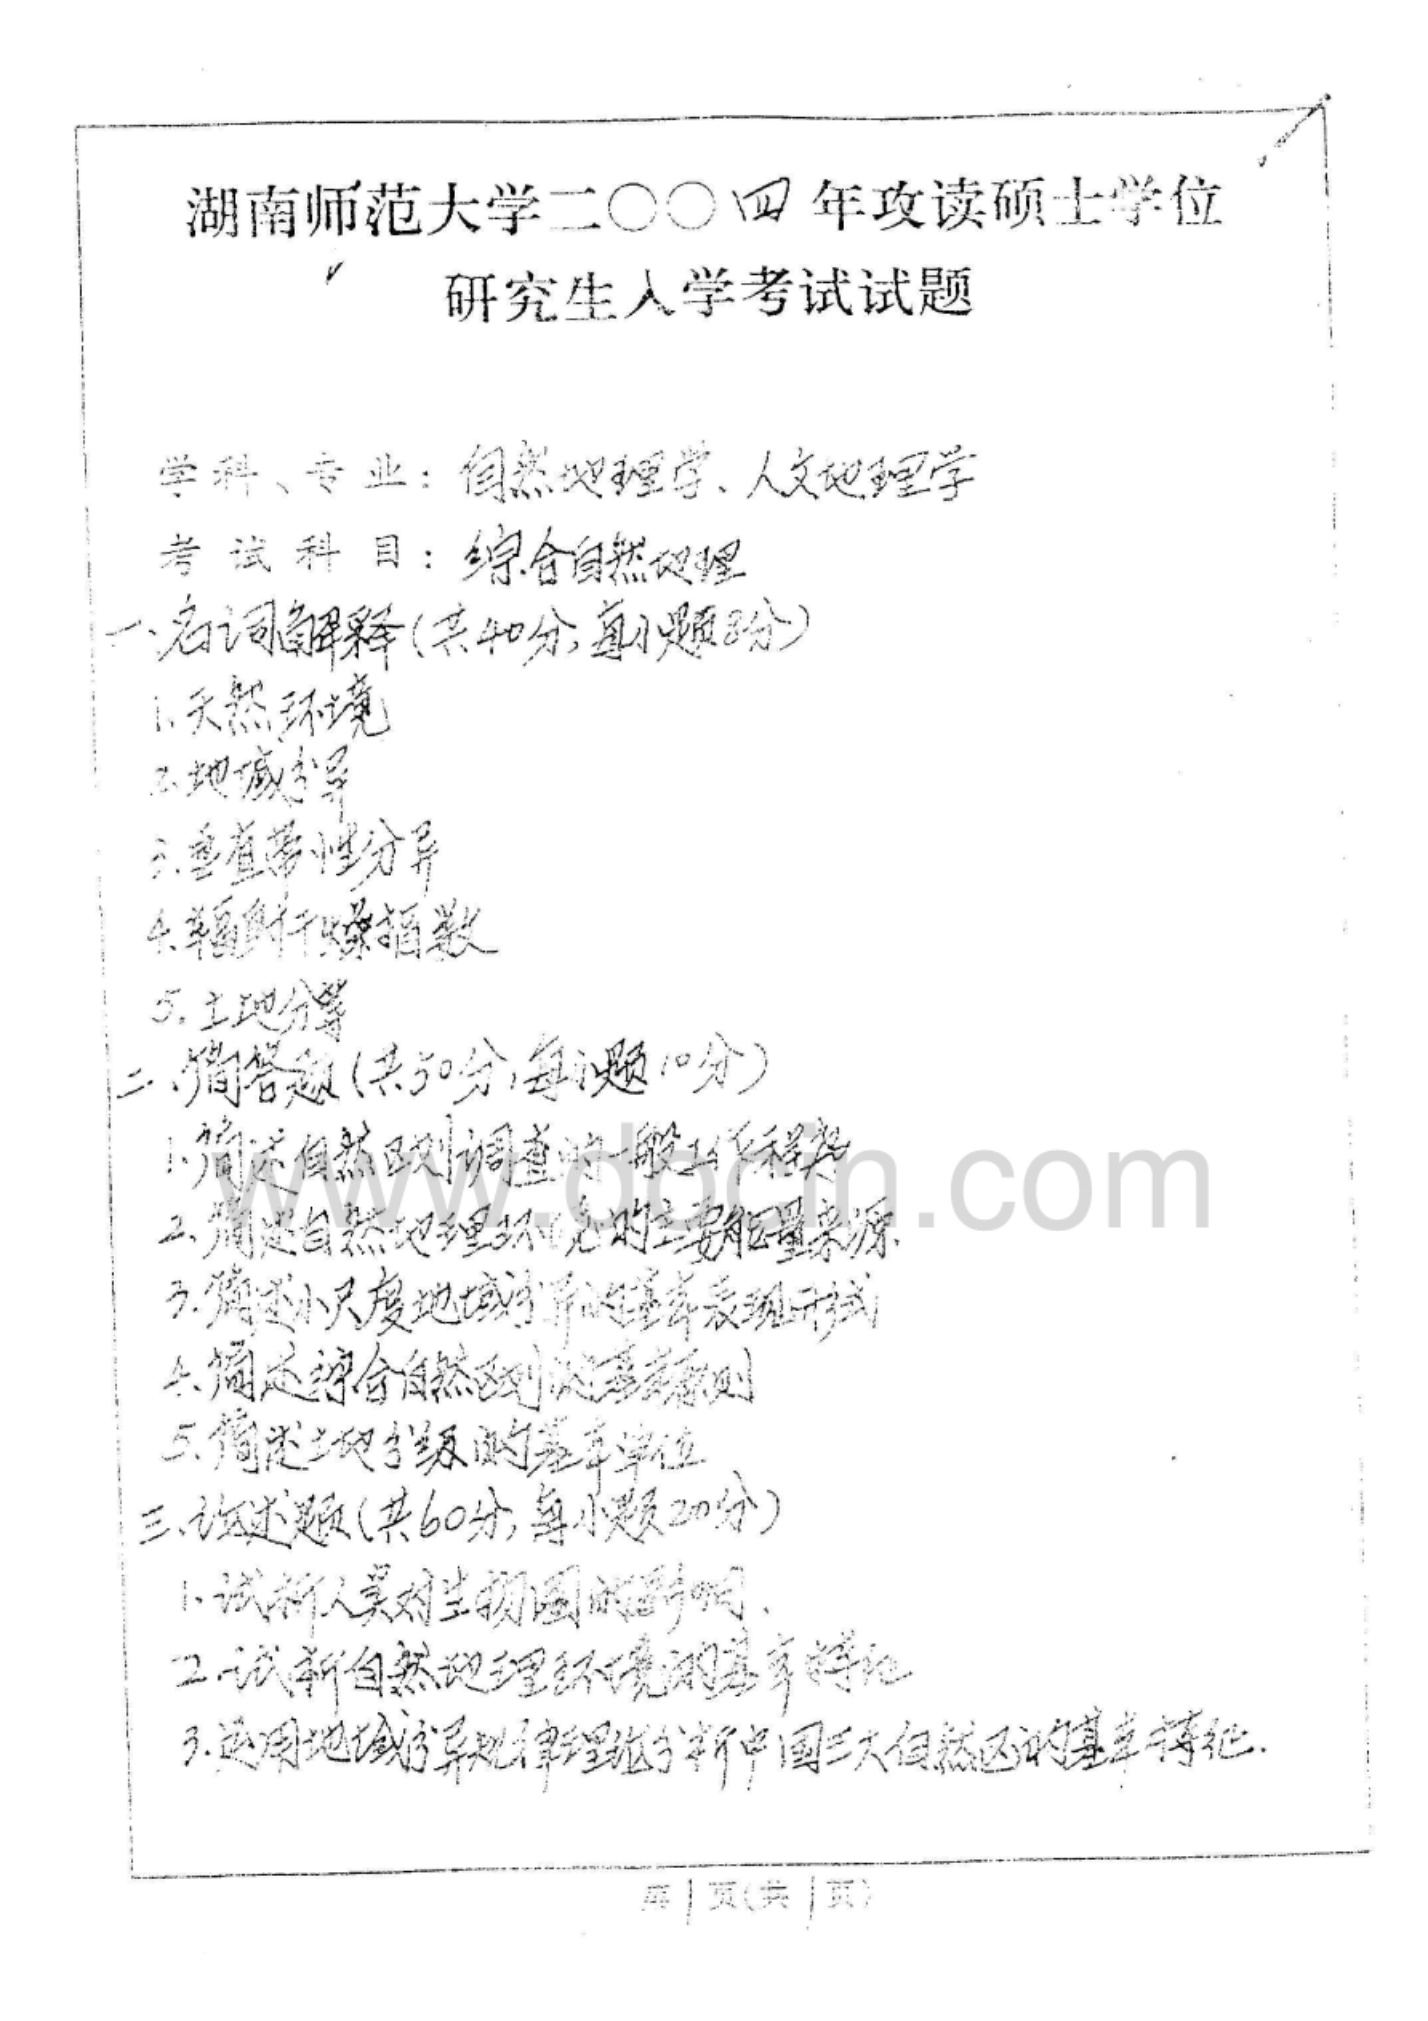 湖南师范大学二〇〇四年攻读硕士学位
研究生入学考试试题
学科、专业：自然地理学、人文地理学
考试科目：综合自然地理
一、名词解释(共40分,每小题8分)
1.天然环境
2.地域分异
3.垂直带性分异
4.辐射干燥指数
5.土地分等
二、简答题(共50分,每小题10分)
1.简述自然区划调查的一般工作程序
2.简述自然地理环境的主要能量来源.
3.简述小尺度地域分异的基本表现形式
4.简述综合自然区划的基本原则
5.简述土地分级的基本单位
三、论述题(共60分,每小题20分)
1.试析人类对生物圈的影响.
2.试析自然地理环境的基本特征
3.运用地域分异规律理论分析中国三大自然区的基本特征.
第1页(共1页)
www.docin.com